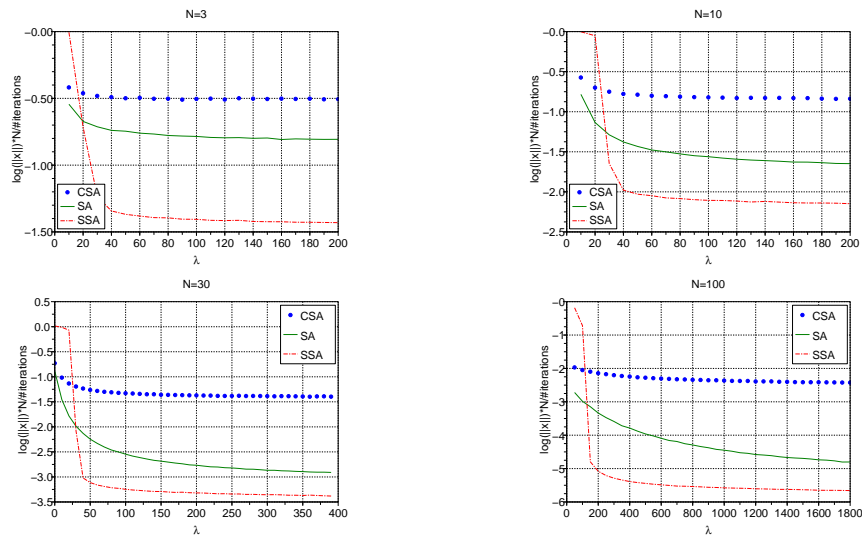 N=3
−0.00
−0.50
−1.00
−1.50
log(||x||)*N/#iterations
CSA
SA
SSA
0 20 40 60 80 100 120 140 160 180 200
λ
N=10
−0.0
−0.5
−1.0
−1.5
−2.0
−2.5
log(||x||)*N/#iterations
CSA
SA
SSA
0 20 40 60 80 100 120 140 160 180 200
λ
N=30
0.5
0.0
−0.5
−1.0
−1.5
−2.0
−2.5
−3.0
−3.5
log(||x||)*N/#iterations
CSA
SA
SSA
0 50 100 150 200 250 300 350 400
λ
N=100
0
−1
−2
−3
−4
−5
−6
log(||x||)*N/#iterations
CSA
SA
SSA
0 200 400 600 800 1000 1200 1400 1600 1800
λ